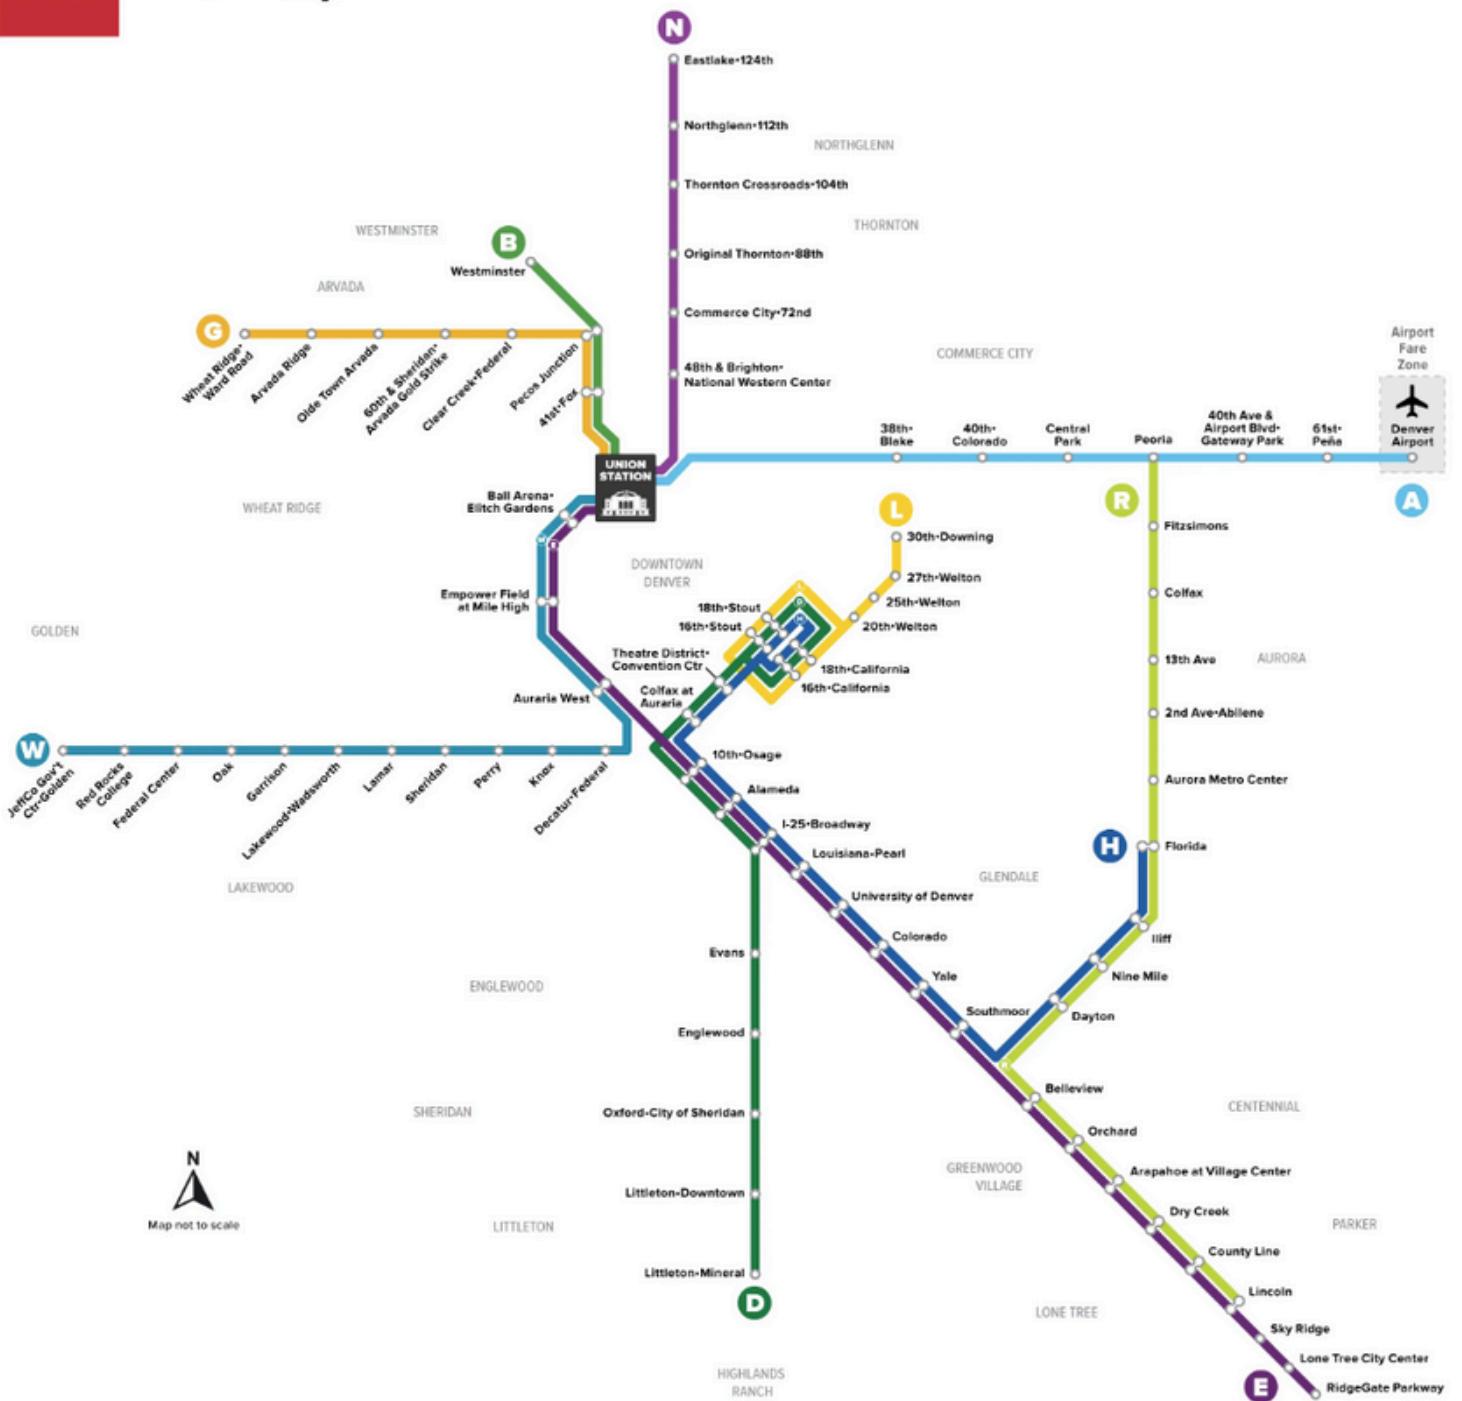 N
Eastlake•124th
Northglenn•112th
NORTHGLENN
Thornton Crossroads•104th
THORNTON
WESTMINSTER
B
Westminster
Original Thornton•88th
ARVADA
Commerce City•72nd
G
Wheat Ridge•
Ward Road
Arvada Ridge
Olde Town Arvada
60th & Sheridan•
Arvada Gold Strike
Clear Creek•Federal
Pecos Junction
41st•Fox
48th & Brighton•
National Western Center
COMMERCE CITY
Airport
Fare
Zone
38th•
Blake
40th•
Colorado
Central
Park
Peoria
40th Ave &
Airport Blvd•
Gateway Park
61st•
Peña
Denver
Airport
UNION
STATION
Ball Arena•
Elitch Gardens
WHEAT RIDGE
L
R
A
30th•Downing
Fitzsimons
DOWNTOWN
DENVER
27th•Welton
25th•Welton
20th•Welton
Colfax
Empower Field
at Mile High
18th•Stout
16th•Stout
GOLDEN
Theatre District•
Convention Ctr
18th•California
16th•California
13th Ave
AURORA
Auraria West
Colfax at
Auraria
2nd Ave•Abilene
W
JeffCo Gov't
Ctr•Golden
Red Rocks
College
Federal Center
Oak
Garrison
Lakewood•Wadsworth
Lamar
Sheridan
Perry
Knox
Decatur•Federal
10th•Osage
Alameda
Aurora Metro Center
I-25•Broadway
Louisiana•Pearl
H
Florida
LAKEWOOD
GLENDALE
University of Denver
Colorado
Iliff
Evans
Yale
Nine Mile
ENGLEWOOD
Southmoor
Dayton
Englewood
Belleview
SHERIDAN
Oxford•City of Sheridan
CENTENNIAL
Orchard
N
GREENWOOD
VILLAGE
Arapahoe at Village Center
Littleton•Downtown
Dry Creek
Map not to scale
LITTLETON
PARKER
County Line
Littleton•Mineral
Lincoln
D
LONE TREE
Sky Ridge
Lone Tree City Center
HIGHLANDS
RANCH
E
RidgeGate Parkway